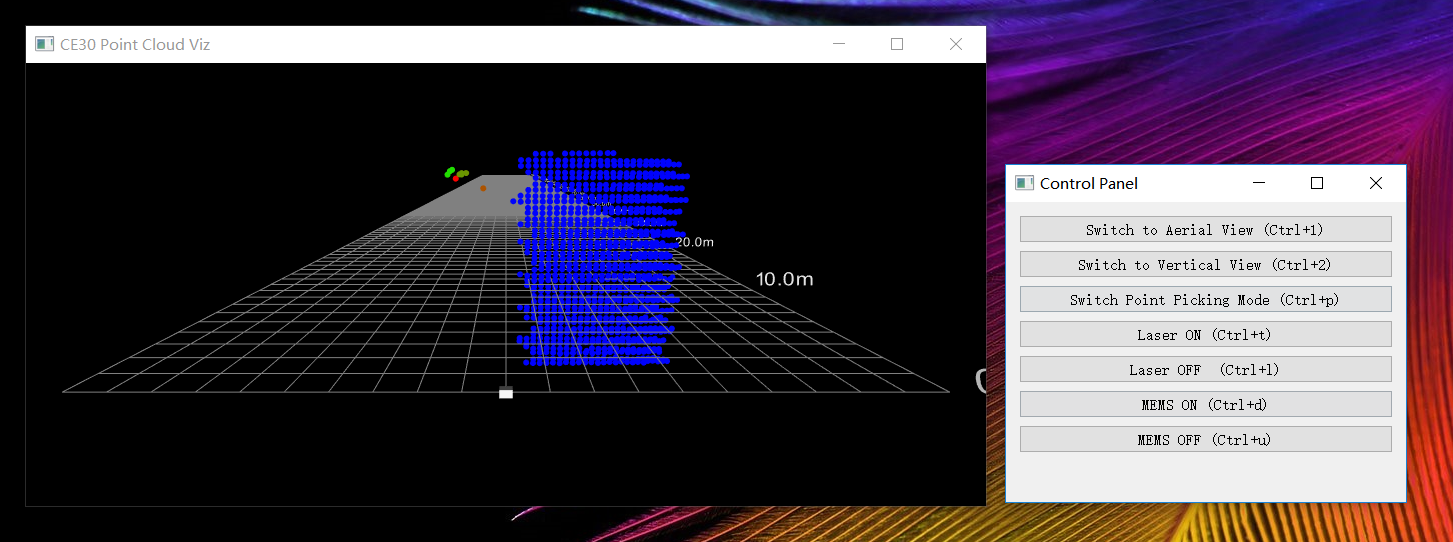 CE30 Point Cloud Viz
20.0m
10.0m
Control Panel
Switch to Aerial View (Ctrl+1)
Switch to Vertical View (Ctrl+2)
Switch Point Picking Mode (Ctrl+p)
Laser ON (Ctrl+t)
Laser OFF (Ctrl+l)
MEMS ON (Ctrl+d)
MEMS OFF (Ctrl+u)